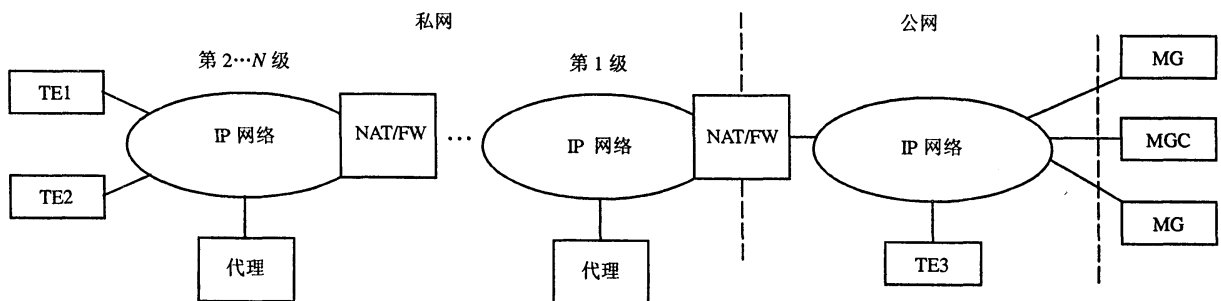 私网
公网
第 2…N 级
第 1 级
TE1
TE2
IP 网络
NAT/FW
…
IP 网络
NAT/FW
IP 网络
MG
MGC
MG
代理
代理
TE3